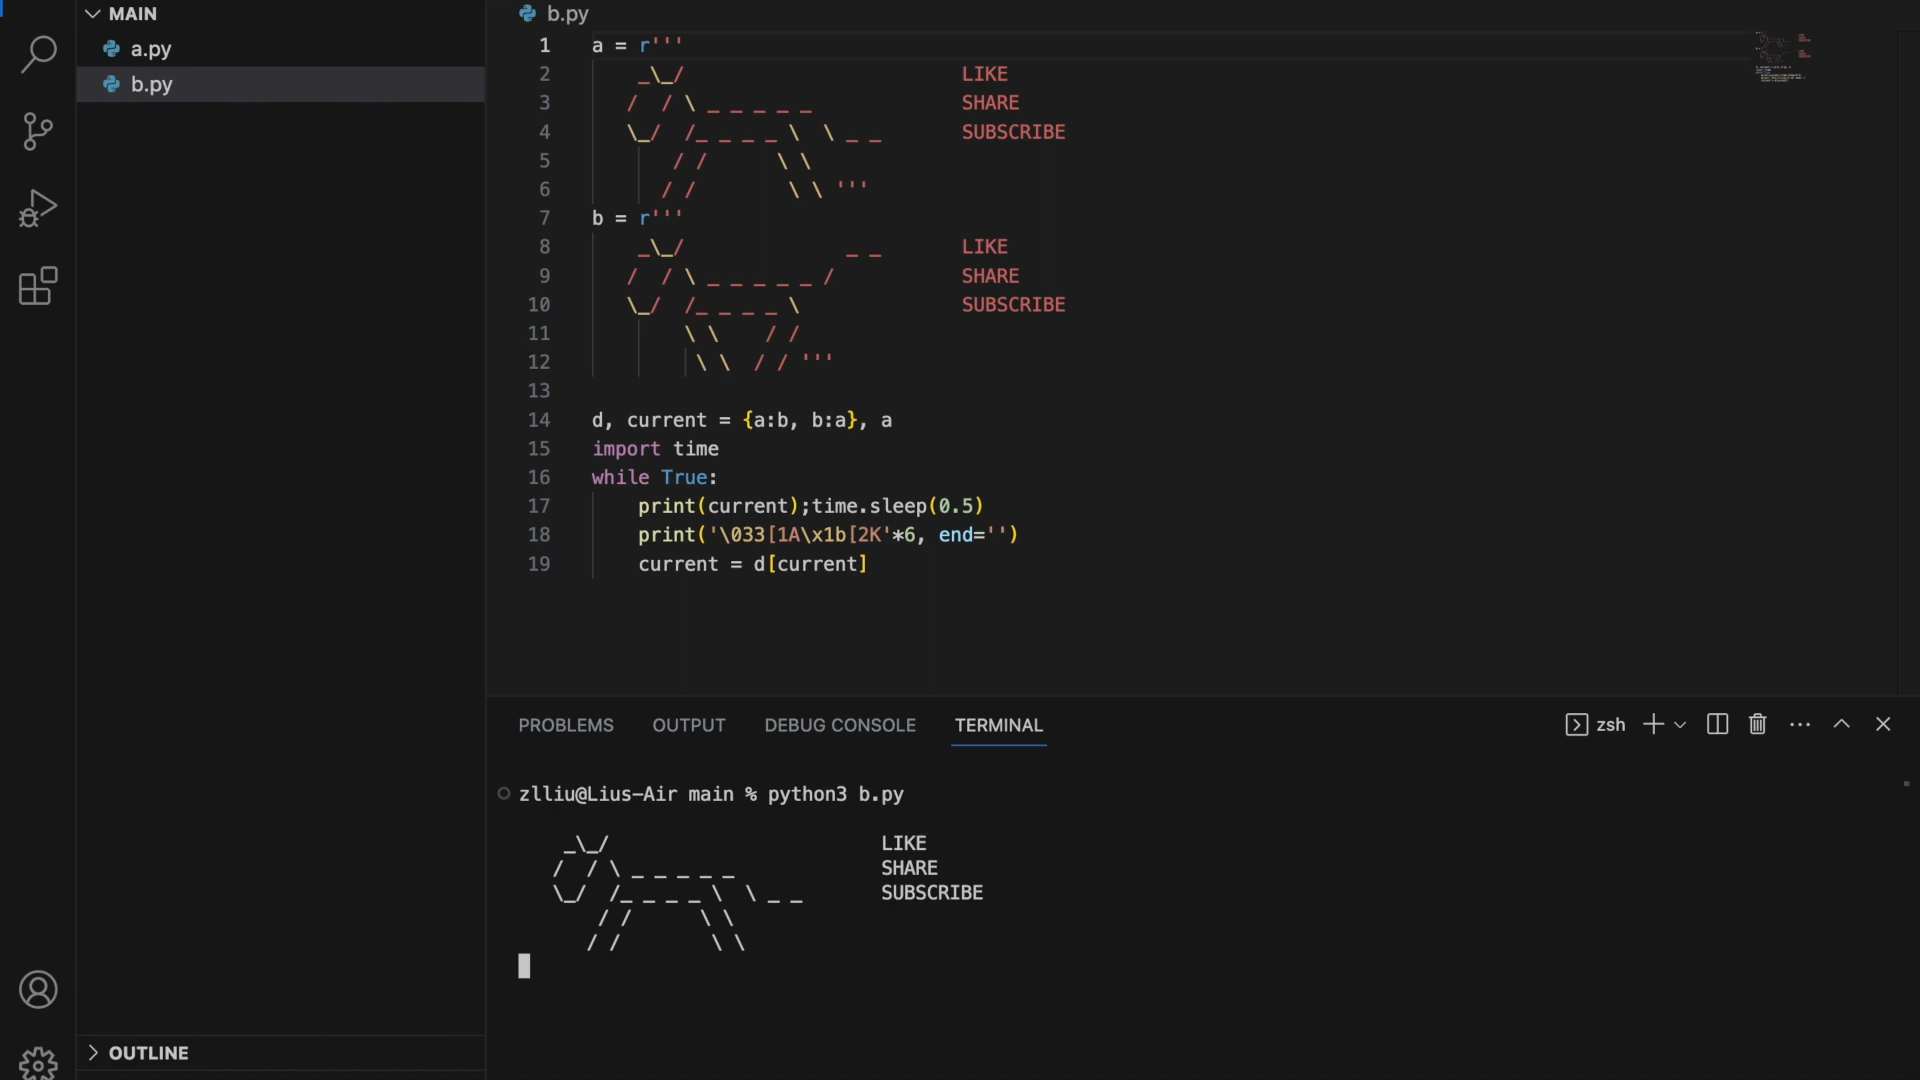 MAIN
a.py
b.py
OUTLINE
b.py
1 a = r'''
2     _\_/                        LIKE
3    /  / \ _ _ _ _ _             SHARE
4    \_/  /_ _ _ _ \  \ _ _       SUBSCRIBE
5        / /      \ \
6       / /        \ \ '''
7 b = r'''
8     _\_/              _ _       LIKE
9    /  / \ _ _ _ _ _ /           SHARE
10    \_/  /_ _ _ _ \              SUBSCRIBE
11         \ \    / /
12          \ \  / / '''
13
14 d, current = {a:b, b:a}, a
15 import time
16 while True:
17     print(current);time.sleep(0.5)
18     print('\033[1A\x1b[2K'*6, end='')
19     current = d[current]
PROBLEMS OUTPUT DEBUG CONSOLE TERMINAL zsh
zlliu@Lius-Air main % python3 b.py
    _\_/                        LIKE
   /  / \ _ _ _ _ _             SHARE
   \_/  /_ _ _ _ \  \ _ _       SUBSCRIBE
       / /      \ \
      / /        \ \